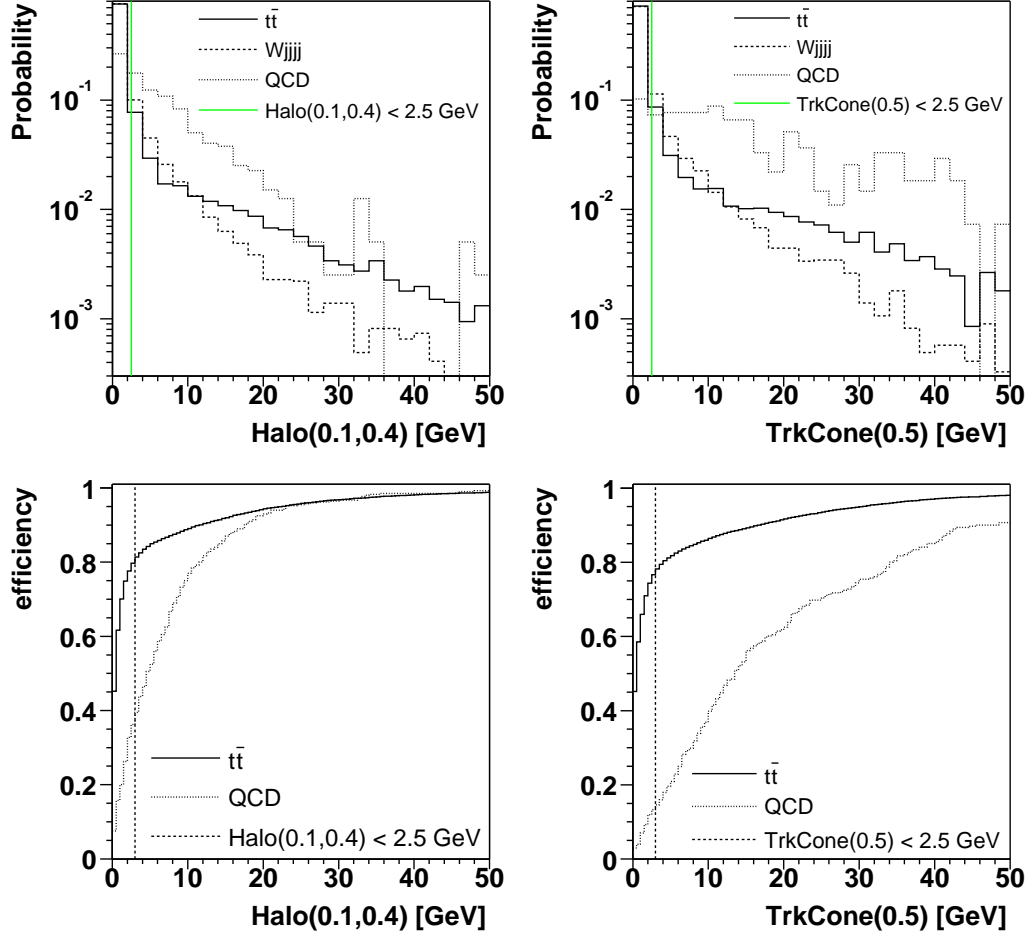 Probability
10-1
10-2
10-3
tt̄
Wjjjj
QCD
Halo(0.1,0.4) < 2.5 GeV
0 10 20 30 40 50
Halo(0.1,0.4) [GeV]
Probability
10-1
10-2
10-3
tt̄
Wjjjj
QCD
TrkCone(0.5) < 2.5 GeV
0 10 20 30 40 50
TrkCone(0.5) [GeV]
efficiency
1
0.8
0.6
0.4
0.2
0
tt̄
QCD
Halo(0.1,0.4) < 2.5 GeV
0 10 20 30 40 50
Halo(0.1,0.4) [GeV]
efficiency
1
0.8
0.6
0.4
0.2
0
tt̄
QCD
TrkCone(0.5) < 2.5 GeV
0 10 20 30 40 50
TrkCone(0.5) [GeV]